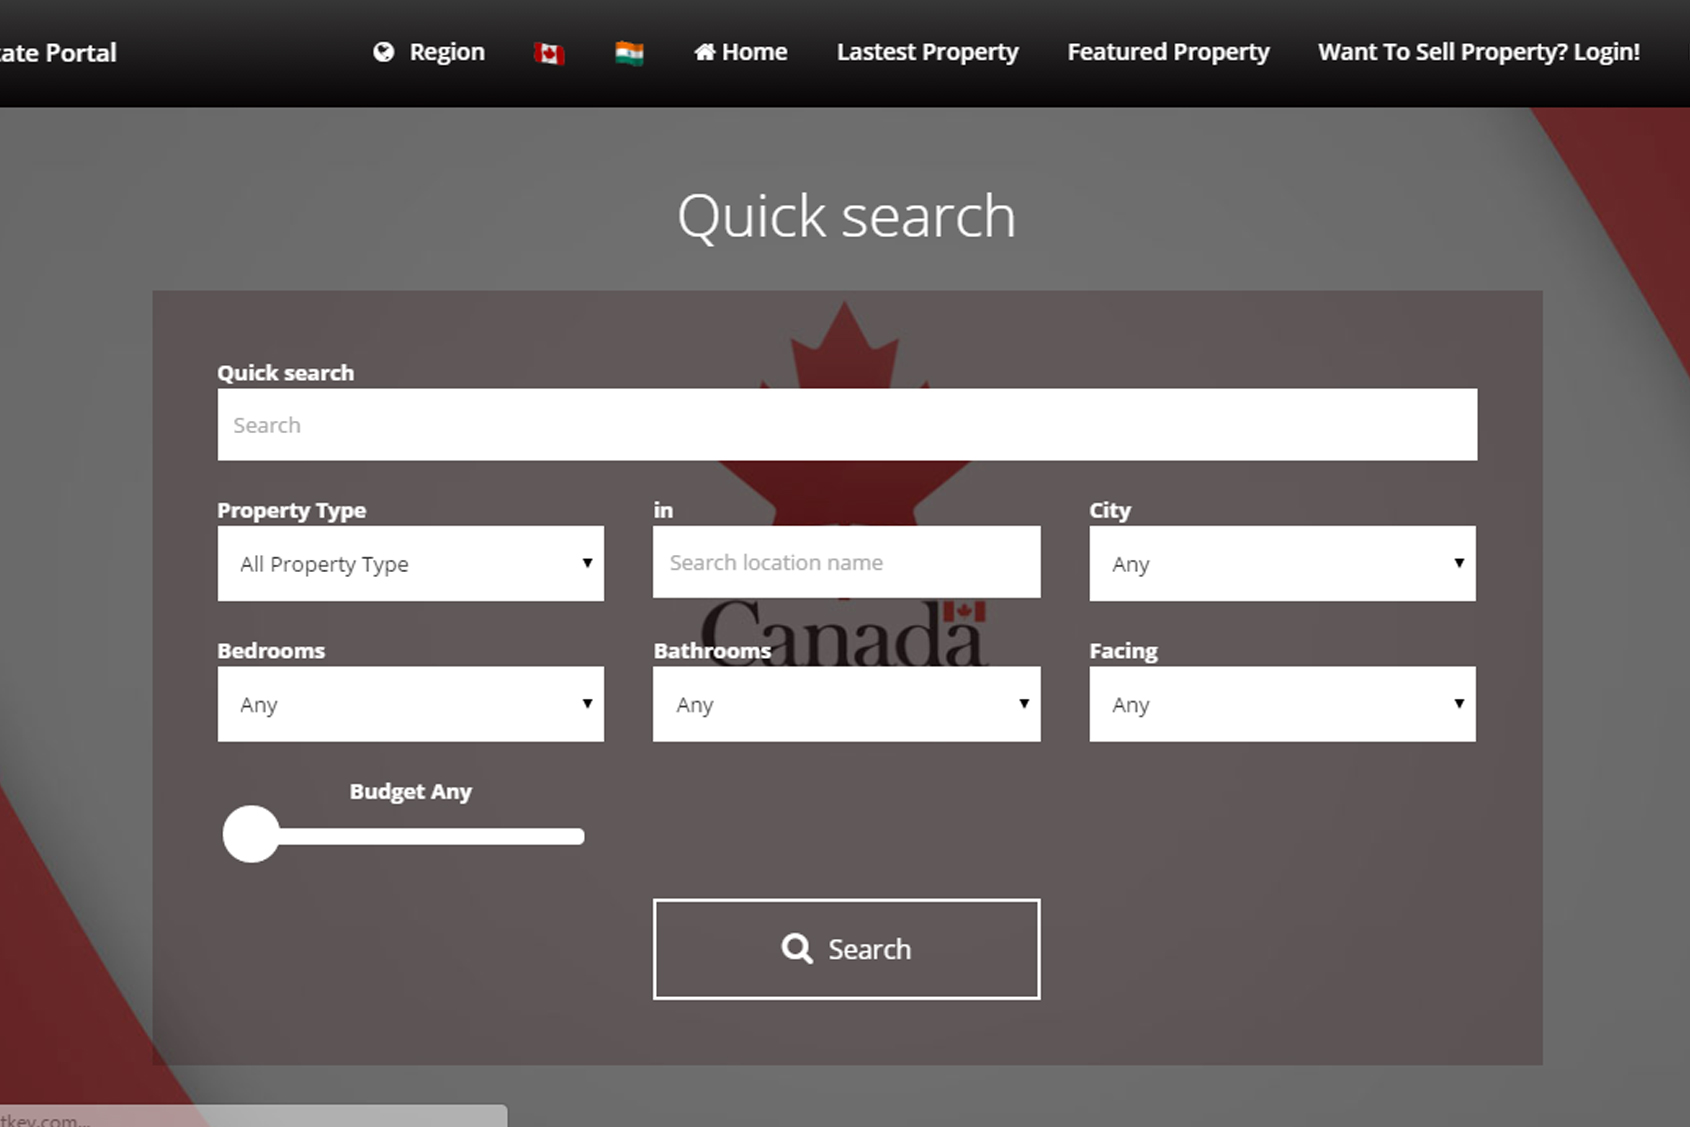 ate Portal Region Home Lastest Property Featured Property Want To Sell Property? Login!
Quick search
Quick search
Search
Property Type in City
All Property Type Search location name Any
Canada
Bedrooms Bathrooms Facing
Any Any Any
Budget Any
Search
tkey.com...